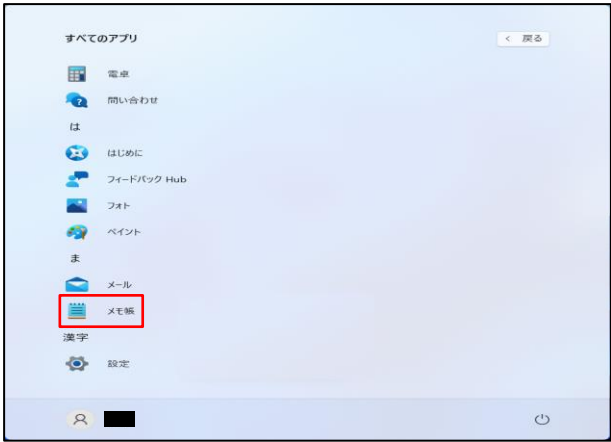 すべてのアプリ
< 戻る
電卓
問い合わせ
は
はじめに
フィードバック Hub
フォト
ペイント
ま
メール
メモ帳
漢字
設定